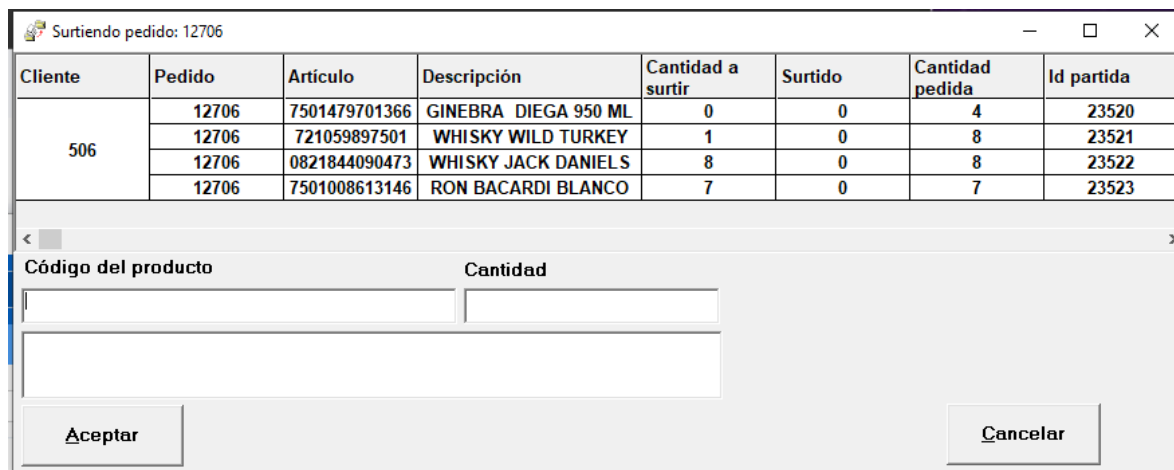 Surtiendo pedido: 12706
Cliente Pedido Artículo Descripción Cantidad a surtir Surtido Cantidad pedida Id partida
506
12706 7501479701366 GINEBRA DIEGA 950 ML 0 0 4 23520
12706 721059897501 WHISKY WILD TURKEY 1 0 8 23521
12706 0821844090473 WHISKY JACK DANIELS 8 0 8 23522
12706 7501008613146 RON BACARDI BLANCO 7 0 7 23523
Código del producto Cantidad
Aceptar Cancelar